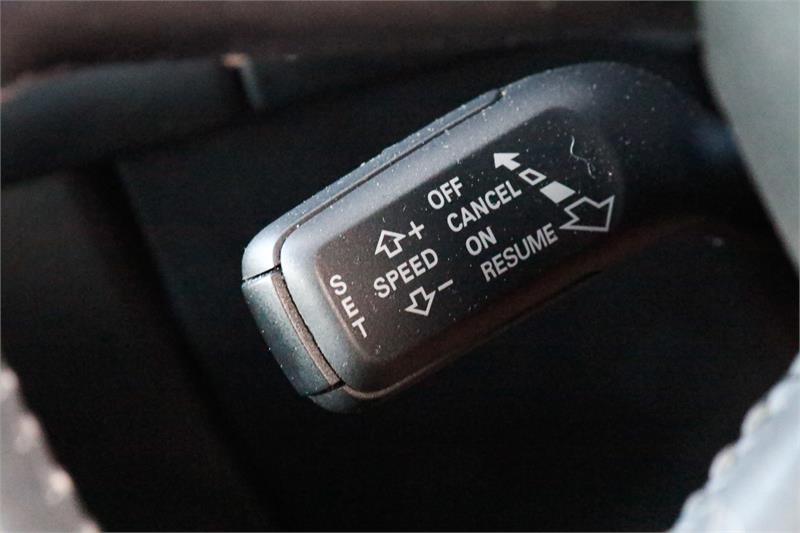 OFF
CANCEL
+
SPEED
ON
−
RESUME
SET